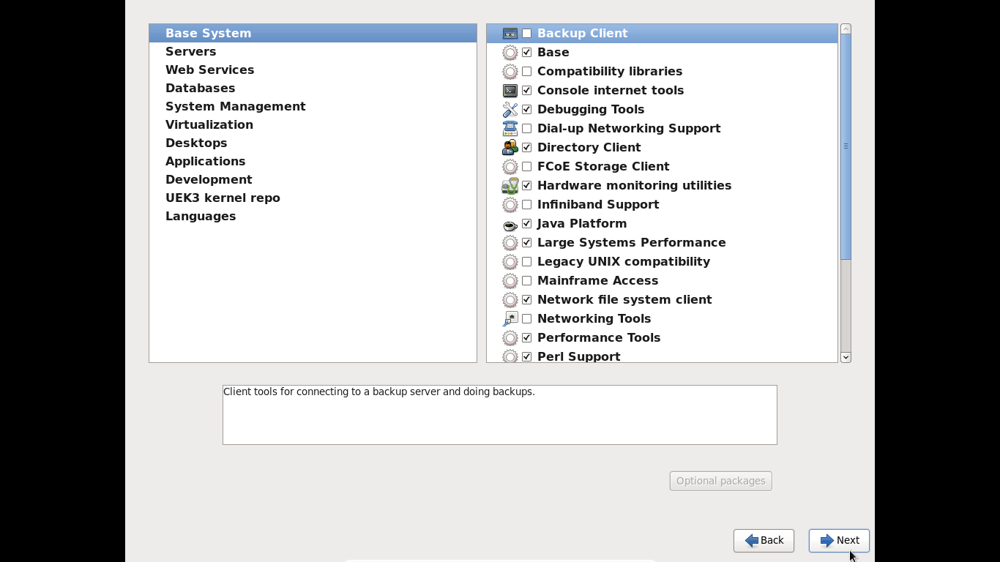 Base System
Servers
Web Services
Databases
System Management
Virtualization
Desktops
Applications
Development
UEK3 kernel repo
Languages
Backup Client
Base
Compatibility libraries
Console internet tools
Debugging Tools
Dial-up Networking Support
Directory Client
FCoE Storage Client
Hardware monitoring utilities
Infiniband Support
Java Platform
Large Systems Performance
Legacy UNIX compatibility
Mainframe Access
Network file system client
Networking Tools
Performance Tools
Perl Support
Client tools for connecting to a backup server and doing backups.
Optional packages
Back
Next